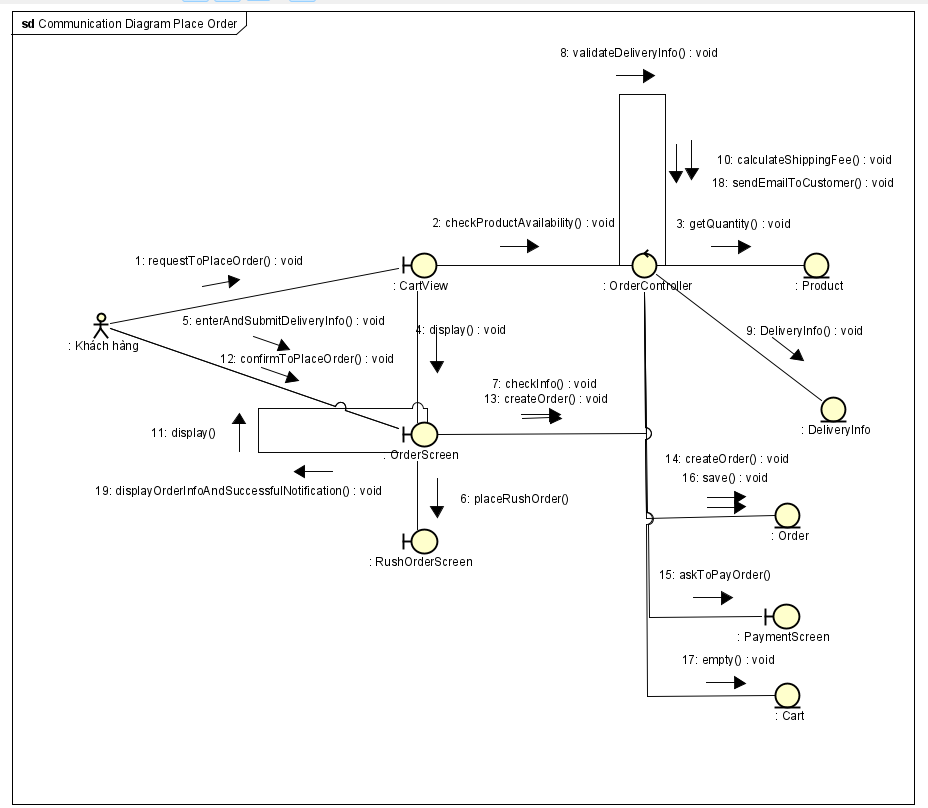 sd Communication Diagram Place Order
8: validateDeliveryInfo() : void
10: calculateShippingFee() : void
18: sendEmailToCustomer() : void
2: checkProductAvailability() : void
3: getQuantity() : void
1: requestToPlaceOrder() : void
: CartView
: OrderController
: Product
5: enterAndSubmitDeliveryInfo() : void
4: display() : void
9: DeliveryInfo() : void
: Khách hàng
12: confirmToPlaceOrder() : void
7: checkInfo() : void
13: createOrder() : void
11: display()
: DeliveryInfo
: OrderScreen
14: createOrder() : void
16: save() : void
19: displayOrderInfoAndSuccessfulNotification() : void
6: placeRushOrder()
: Order
: RushOrderScreen
15: askToPayOrder()
: PaymentScreen
17: empty() : void
: Cart